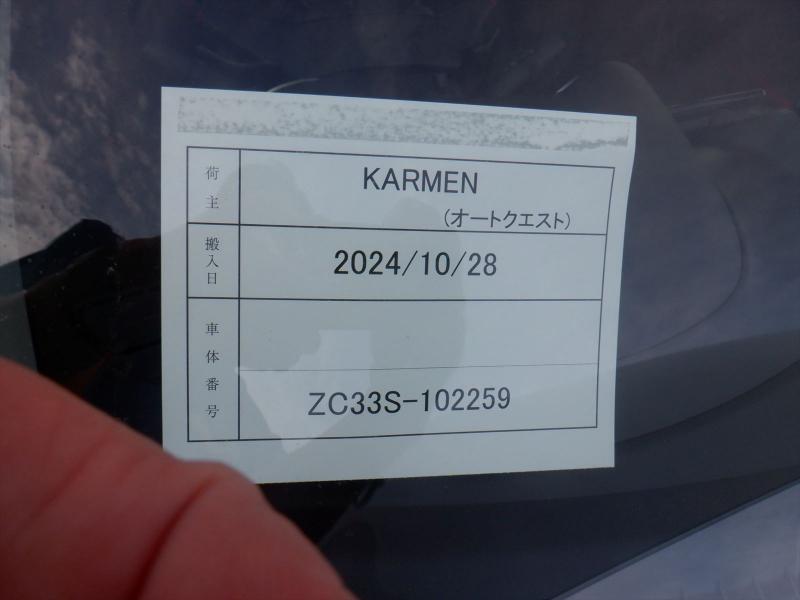 荷主
KARMEN
(オートクエスト)
搬入日
2024/10/28
車体番号
ZC33S-102259